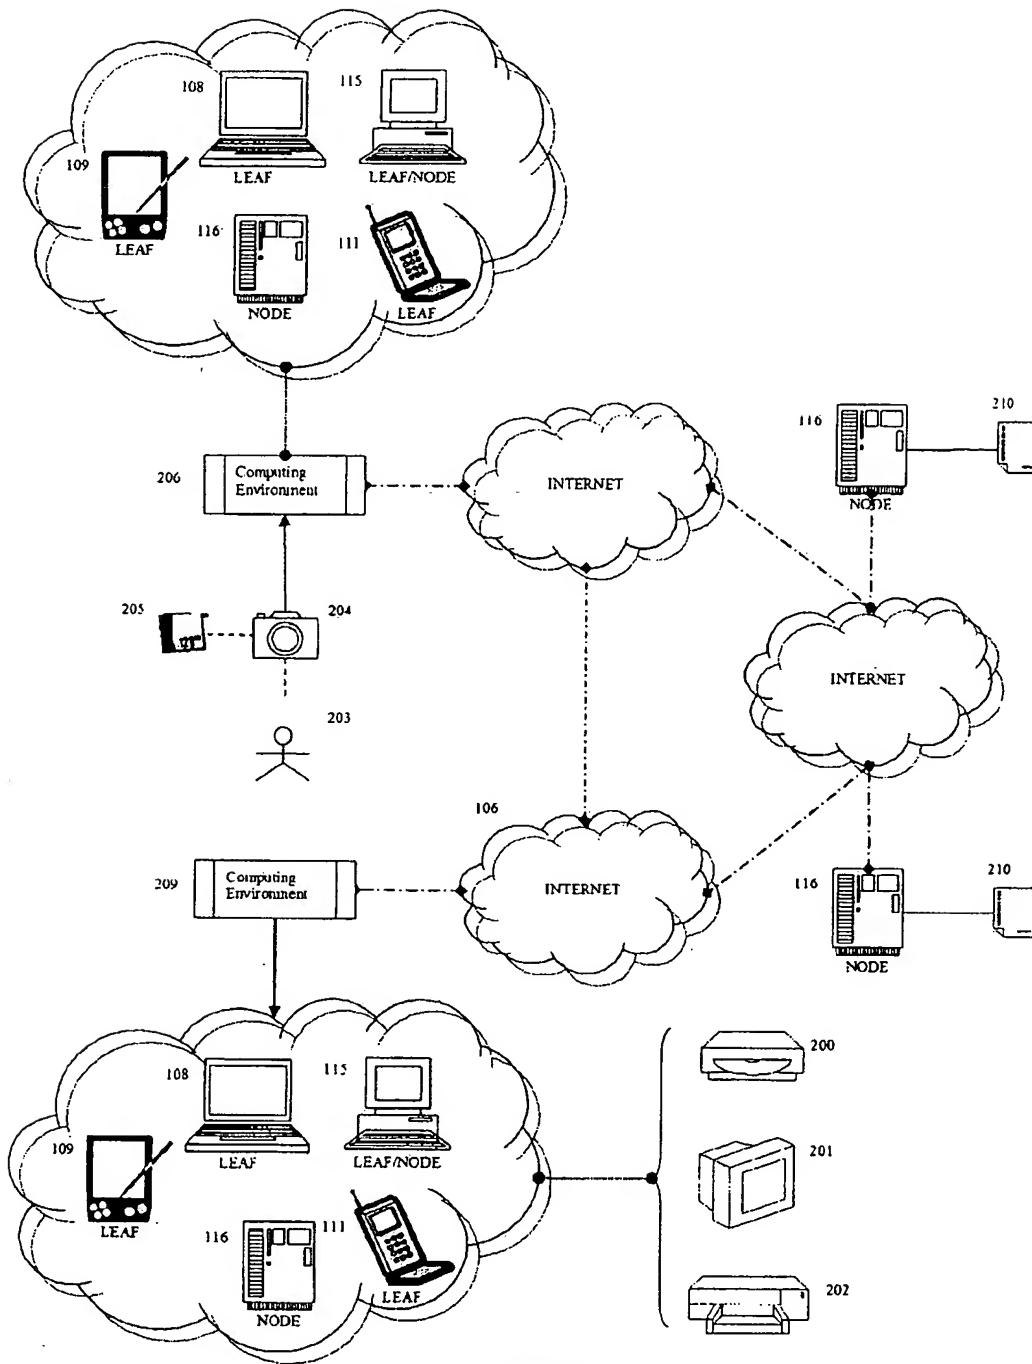 108
115
109
LEAF
LEAF/NODE
116
111
LEAF
NODE
LEAF
116
210
206
Computing
Environment
INTERNET
NODE
205
204
INTERNET
203
106
209
Computing
Environment
INTERNET
116
210
NODE
200
108
115
109
LEAF
LEAF/NODE
201
LEAF
116
111
202
LEAF
NODE